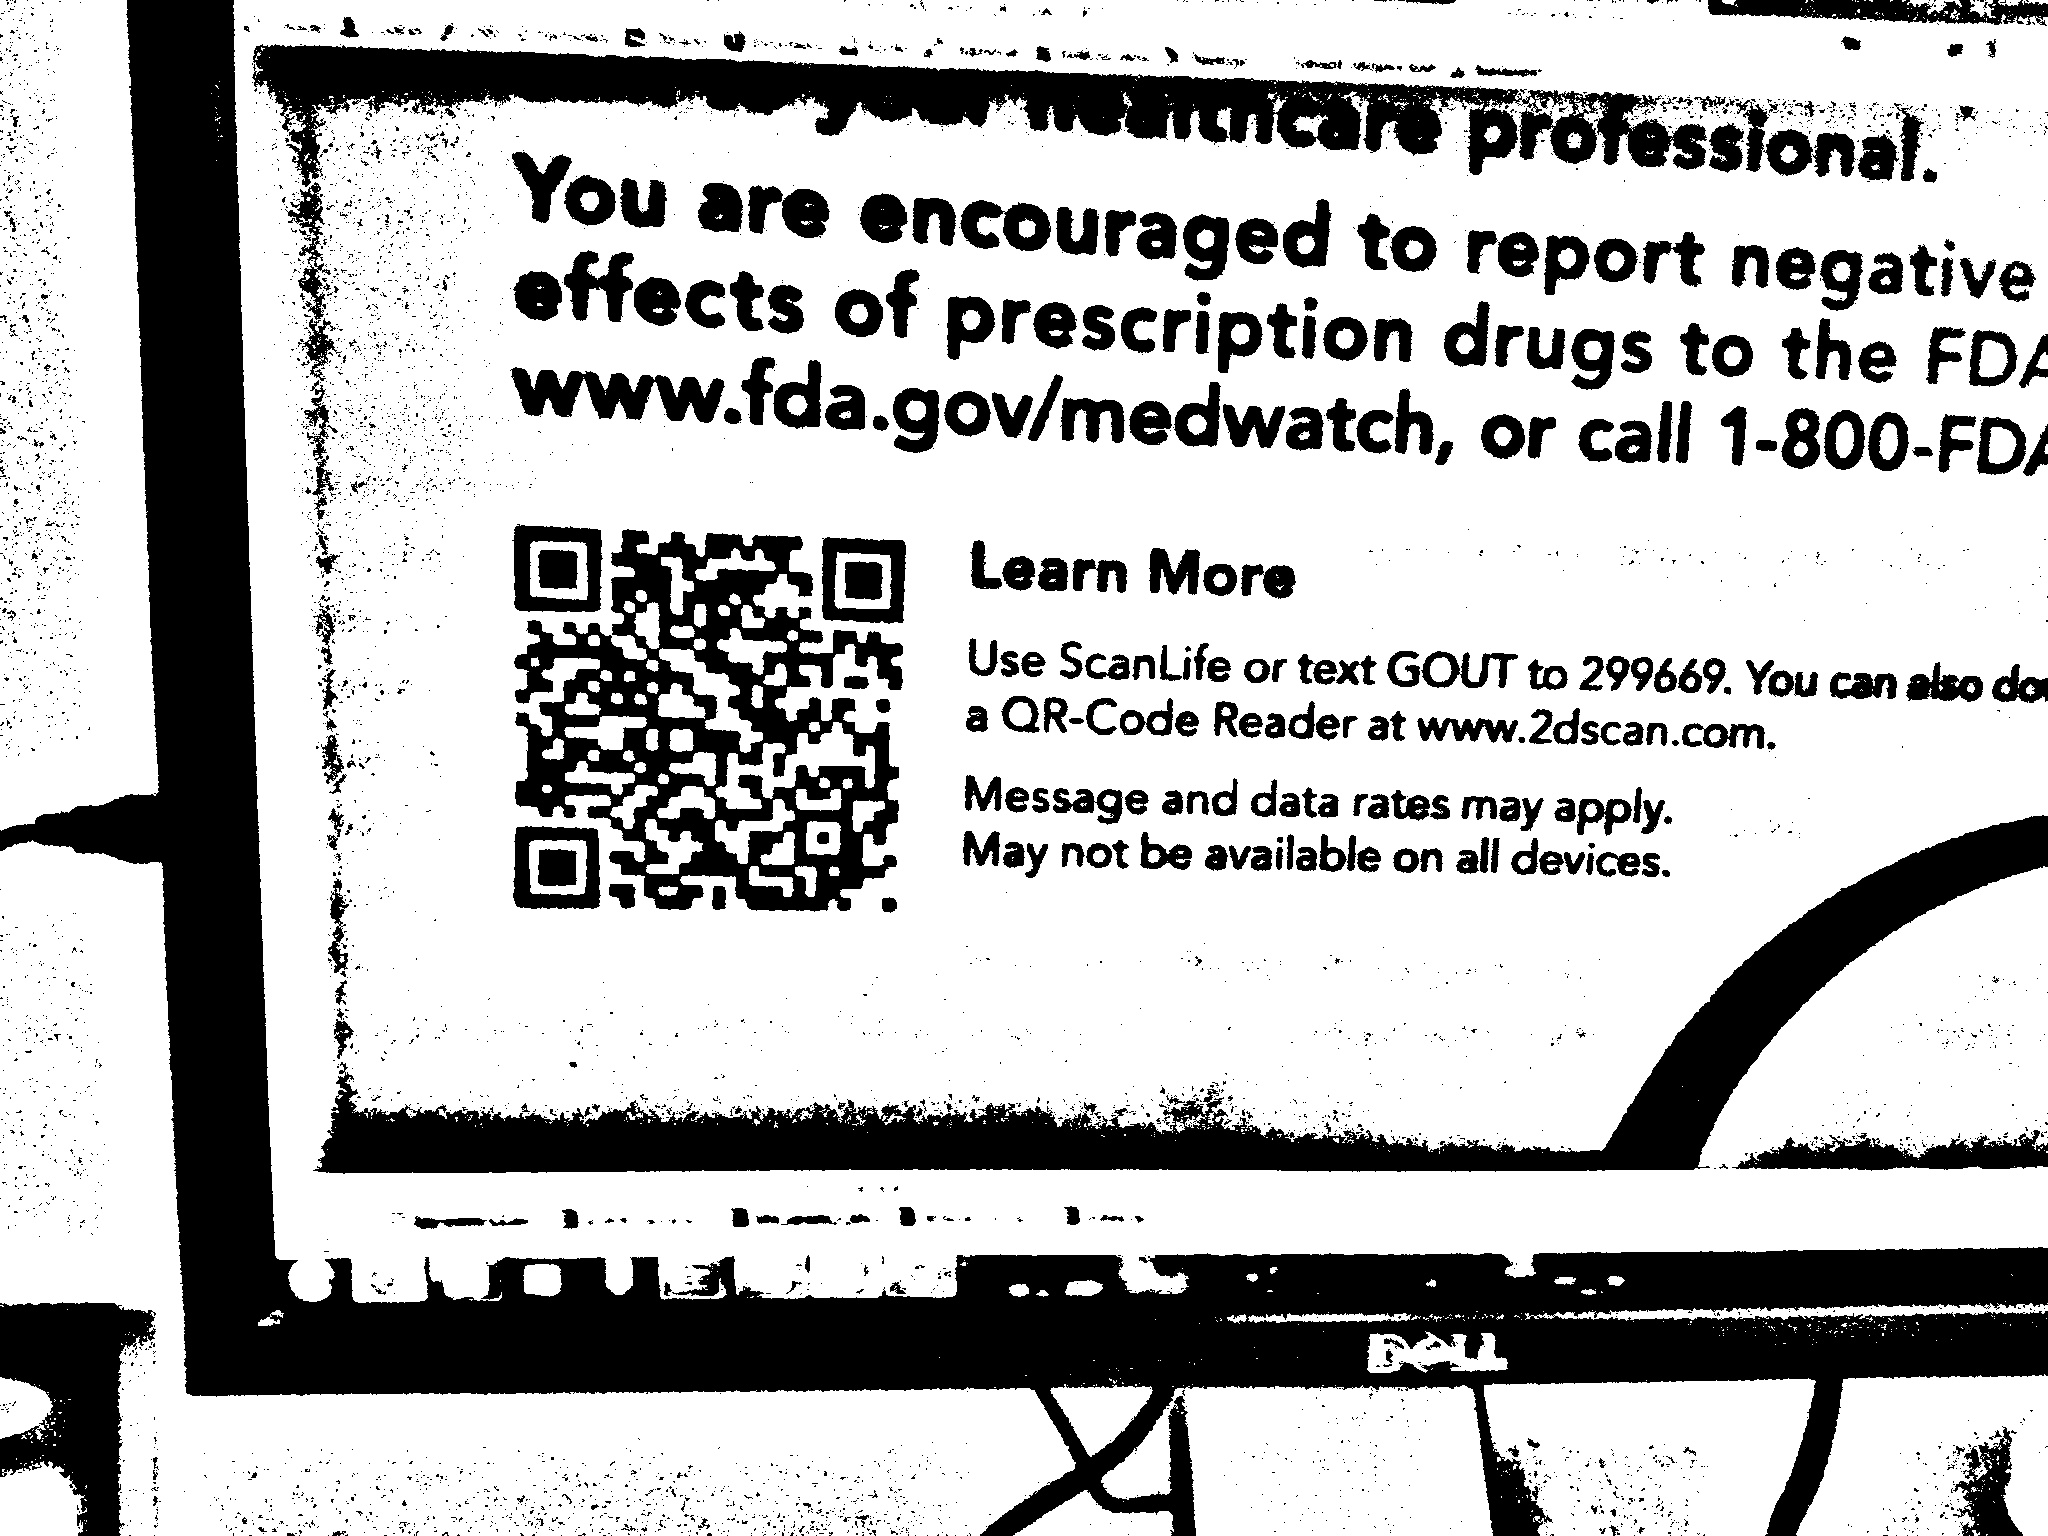 your healthcare professional.
You are encouraged to report negative
effects of prescription drugs to the FDA
www.fda.gov/medwatch, or call 1-800-FDA
Learn More
Use ScanLife or text GOUT to 299669. You can also
a QR-Code Reader at www.2dscan.com.
Message and data rates may apply.
May not be available on all devices.
DELL